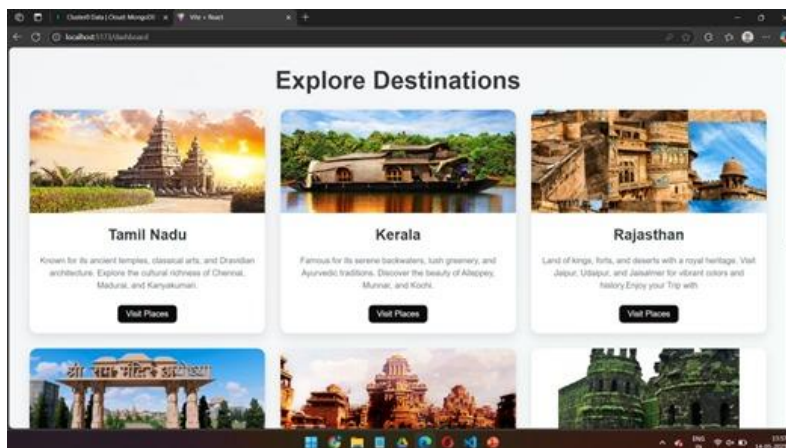 Cluster0 Data | Cloud: MongoDB
Vite + React
localhost:5173/dashboard
Explore Destinations
Tamil Nadu
Known for its ancient temples, classical arts, and Dravidian
architecture. Explore the cultural richness of Chennai,
Madurai, and Kanyakumari.
Visit Places
Kerala
Famous for its serene backwaters, lush greenery, and
Ayurvedic traditions. Discover the beauty of Alleppey,
Munnar, and Kochi.
Visit Places
Rajasthan
Land of kings, forts, and deserts with a royal heritage. Visit
Jaipur, Udaipur, and Jaisalmer for vibrant colors and
history.Enjoy your Trip with
Visit Places
श्री राम मंदिर अयोध्या
ENG
IN